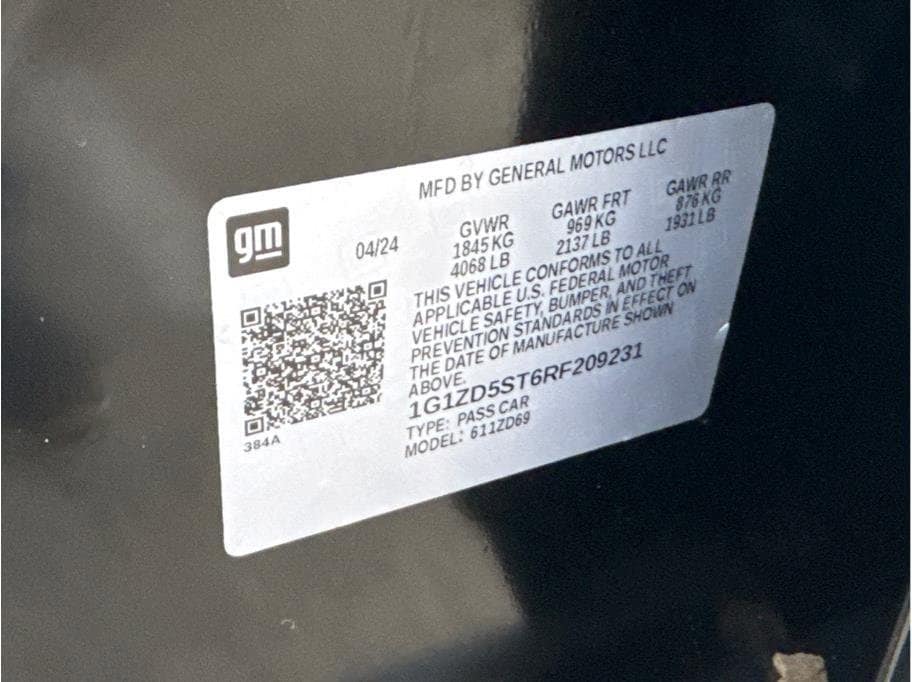 MFD BY GENERAL MOTORS LLC
gm
04/24
GVWR
1845 KG
4068 LB
GAWR FRT
969 KG
2137 LB
GAWR RR
876 KG
1931 LB
THIS VEHICLE CONFORMS TO ALL
APPLICABLE U.S. FEDERAL MOTOR
VEHICLE SAFETY, BUMPER, AND THEFT
PREVENTION STANDARDS IN EFFECT ON
THE DATE OF MANUFACTURE SHOWN
ABOVE.
1G1ZD5ST6RF209231
TYPE: PASS CAR
MODEL: 611ZD69
384A